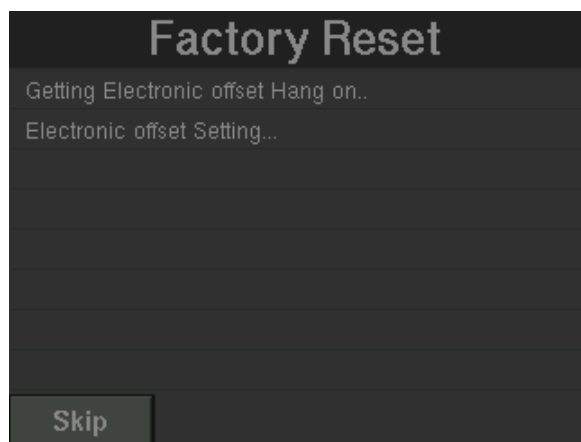 Factory Reset
Getting Electronic offset Hang on..
Electronic offset Setting...
Skip